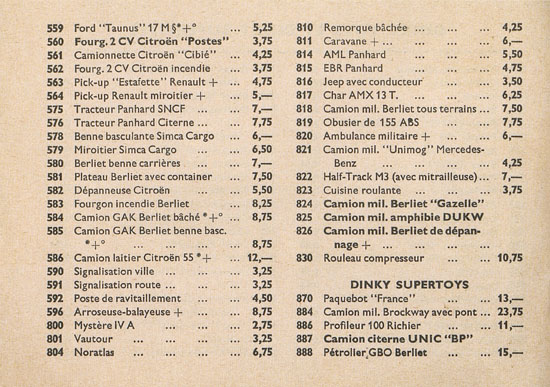 559 Ford "Taunus" 17 M §*+° ... 5,25
560 Fourg. 2 CV Citroën "Postes" 3,75
561 Camionnette Citroën "Cibié" ... 4,25
562 Fourg. 2 CV Citroën incendie ... 3,75
563 Pick-up "Estafette" Renault + 4,75
564 Pick-up Renault miroitier + ... 5,—
575 Tracteur Panhard SNCF ... ... 7,—
576 Tracteur Panhard Citerne ... ... 7,75
578 Benne basculante Simca Cargo ... 6,—
579 Miroitier Simca Cargo ... ... 6,50
580 Berliet benne carrières ... ... 7,—
581 Plateau Berliet avec container ... 7,50
582 Dépanneuse Citroën ... ... 5,50
583 Fourgon incendie Berliet ... ... 8,25
584 Camion GAK Berliet bâché *+° ... 8,75
585 Camion GAK Berliet benne basc.
*+° ... ... ... ... ... 8,75
586 Camion laitier Citroën 55 *+ ... 12,—
590 Signalisation ville ... ... ... 3,25
591 Signalisation route ... ... ... 3,25
592 Poste de ravitaillement ... ... 4,50
596 Arroseuse-balayeuse + ... ... 8,75
800 Mystère IV A ... ... ... ... 2,75
801 Vautour ... ... ... ... ... 3,25
804 Noratlas ... ... ... ... ... 6,75
810 Remorque bâchée ... ... ... 4,25
811 Caravane + ... ... ... ... 6,—
814 AML Panhard ... ... ... 5,50
815 EBR Panhard ... ... ... 4,75
816 Jeep avec conducteur ... ... 3,50
817 Char AMX 13 T. ... ... ... 6,25
818 Camion mil. Berliet tous terrains ... 7,50
819 Obusier de 155 ABS ... ... 7,75
820 Ambulance militaire + ... ... 6,—
821 Camion mil. "Unimog" Mercedes-
Benz ... ... ... ... ... 4,25
822 Half-Track M3 (avec mitrailleuse) ... 7,—
823 Cuisine roulante ... ... ... 3,75
824 Camion mil. Berliet "Gazelle"
825 Camion mil. amphibie DUKW
826 Camion mil. Berliet de dépan-
nage + ... ... ... ...
830 Rouleau compresseur ... ... 10,75
DINKY SUPERTOYS
870 Paquebot "France" ... ... ... 13,—
884 Camion mil. Brockway avec pont ... 23,75
886 Profileur 100 Richier ... ... 11,—
887 Camion citerne UNIC "BP"
888 Pétrolier GBO Berliet ... ... 15,—